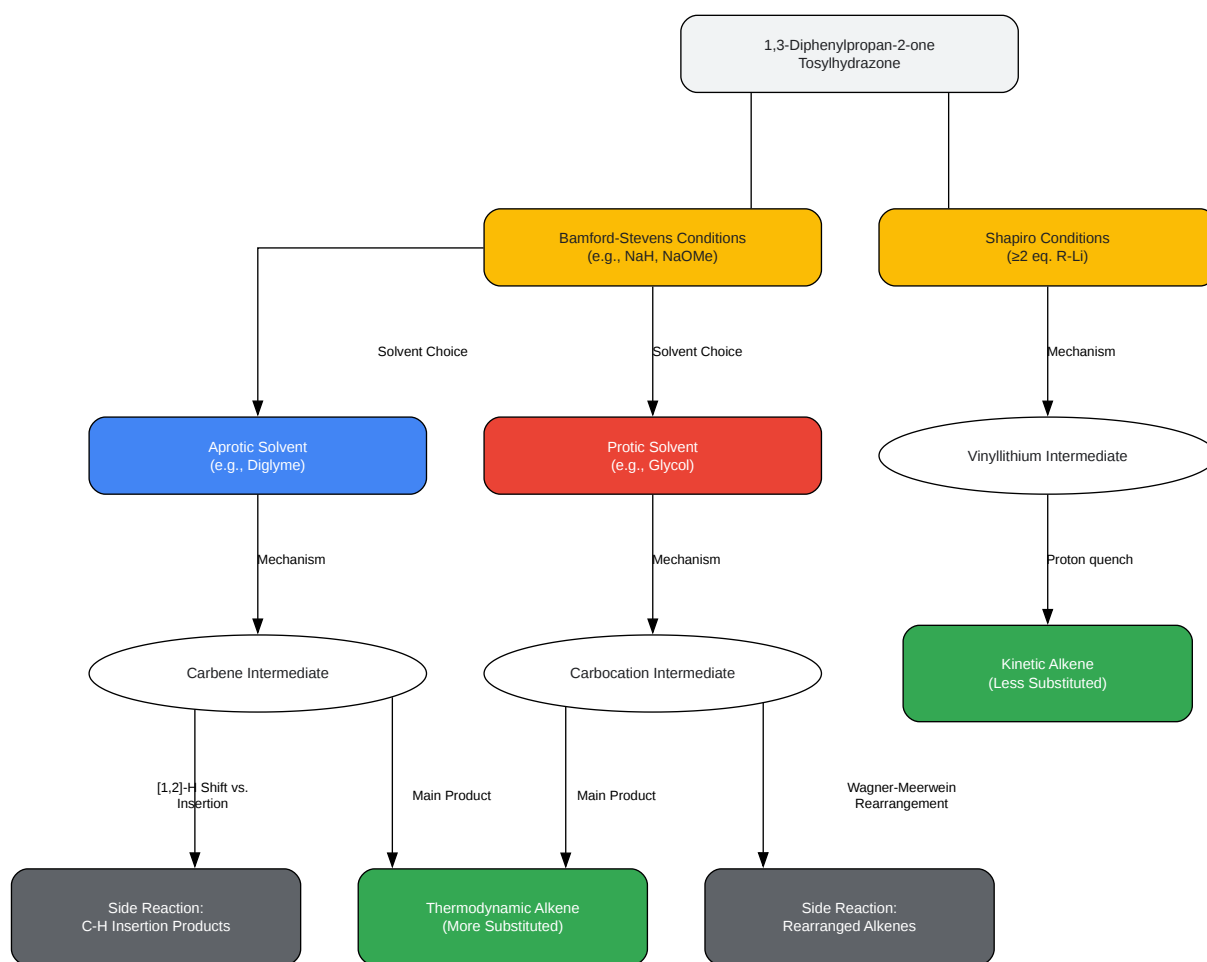 1,3-Diphenylpropan-2-one
Tosylhydrazone
Bamford-Stevens Conditions
(e.g., NaH, NaOMe)
Shapiro Conditions
(≥2 eq. R-Li)
Solvent Choice
Solvent Choice
Mechanism
Aprotic Solvent
(e.g., Diglyme)
Protic Solvent
(e.g., Glycol)
Vinyllithium Intermediate
Mechanism
Mechanism
Proton quench
Carbene Intermediate
Carbocation Intermediate
Kinetic Alkene
(Less Substituted)
[1,2]-H Shift vs.
Insertion
Main Product
Main Product
Wagner-Meerwein
Rearrangement
Side Reaction:
C-H Insertion Products
Thermodynamic Alkene
(More Substituted)
Side Reaction:
Rearranged Alkenes